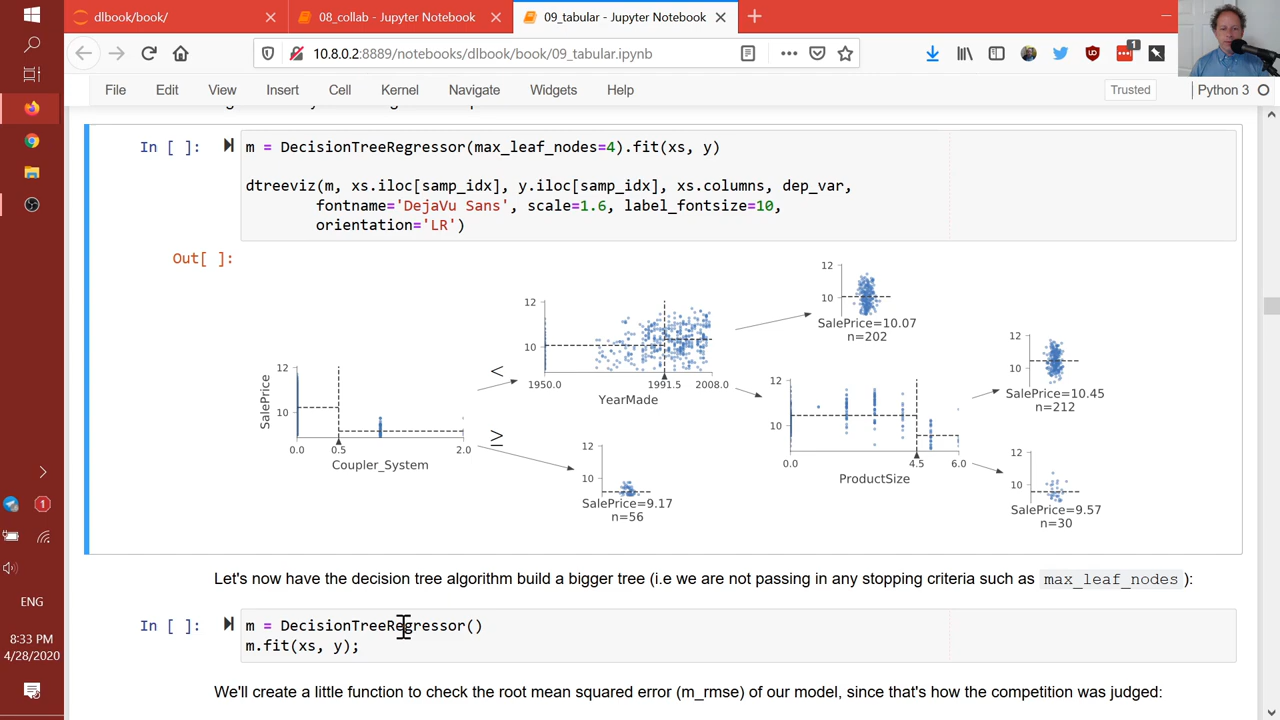 dlbook/book/
08_collab - Jupyter Notebook
09_tabular - Jupyter Notebook
10.8.0.2:8889/notebooks/dlbook/book/09_tabular.ipynb
1
File Edit View Insert Cell Kernel Navigate Widgets Help
Trusted
Python 3
In [ ]:
m = DecisionTreeRegressor(max_leaf_nodes=4).fit(xs, y)
dtreeviz(m, xs.iloc[samp_idx], y.iloc[samp_idx], xs.columns, dep_var,
fontname='DejaVu Sans', scale=1.6, label_fontsize=10,
orientation='LR')
Out[ ]:
12
10
SalePrice
0.0 0.5 2.0
Coupler_System
<
≥
12
10
1950.0 1991.5 2008.0
YearMade
12
10
SalePrice=9.17
n=56
12
10
SalePrice=10.07
n=202
12
10
0.0 4.5 6.0
ProductSize
12
10
SalePrice=10.45
n=212
12
10
SalePrice=9.57
n=30
Let's now have the decision tree algorithm build a bigger tree (i.e we are not passing in any stopping criteria such as max_leaf_nodes):
In [ ]:
m = DecisionTreeRegressor()
m.fit(xs, y);
We'll create a little function to check the root mean squared error (m_rmse) of our model, since that's how the competition was judged:
1
ENG
8:33 PM
4/28/2020